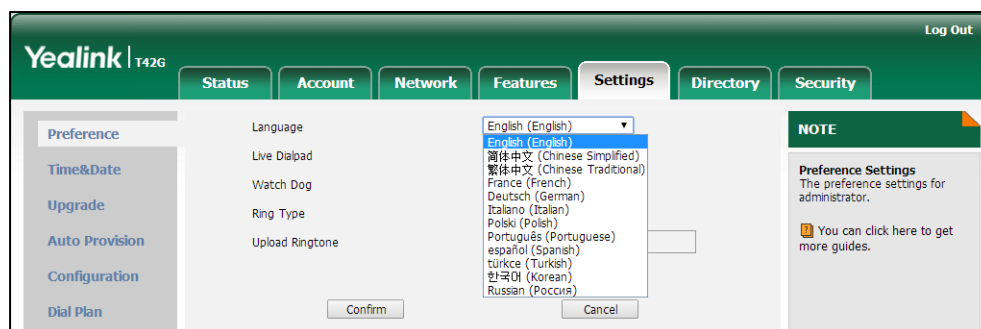 Log Out
Yealink | T42G
Status Account Network Features Settings Directory Security
Preference
Time&Date
Upgrade
Auto Provision
Configuration
Dial Plan
Language English (English)
Live Dialpad
Watch Dog
Ring Type
Upload Ringtone
English (English)
简体中文 (Chinese Simplified)
繁体中文 (Chinese Traditional)
France (French)
Deutsch (German)
Italiano (Italian)
Polski (Polish)
Português (Portuguese)
español (Spanish)
türkce (Turkish)
한국어 (Korean)
Russian (Россия)
Confirm Cancel
NOTE
Preference Settings
The preference settings for
administrator.
You can click here to get
more guides.